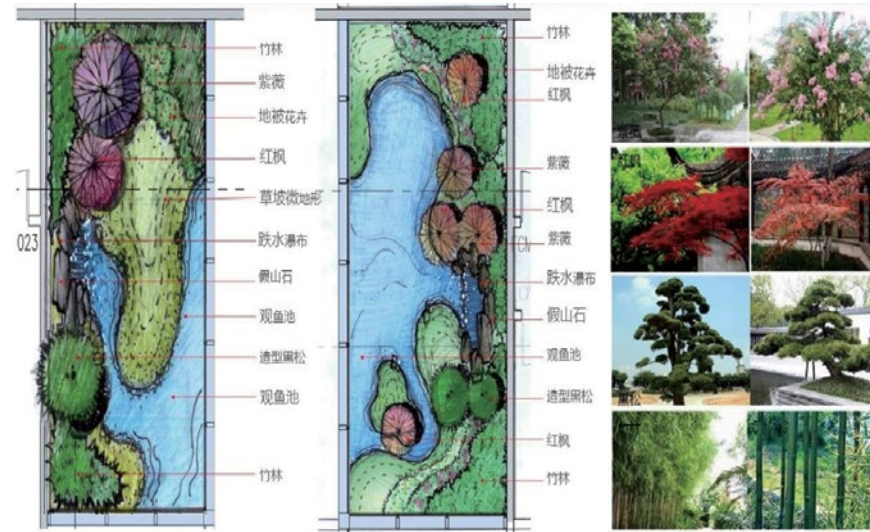 竹林
紫薇
地被花卉
红枫
草坡微地形
023
跌水瀑布
假山石
观鱼池
造型黑松
观鱼池
竹林
竹林
地被花卉
红枫
紫薇
红枫
紫薇
跌水瀑布
假山石
观鱼池
造型黑松
红枫
竹林
红枫
黑松